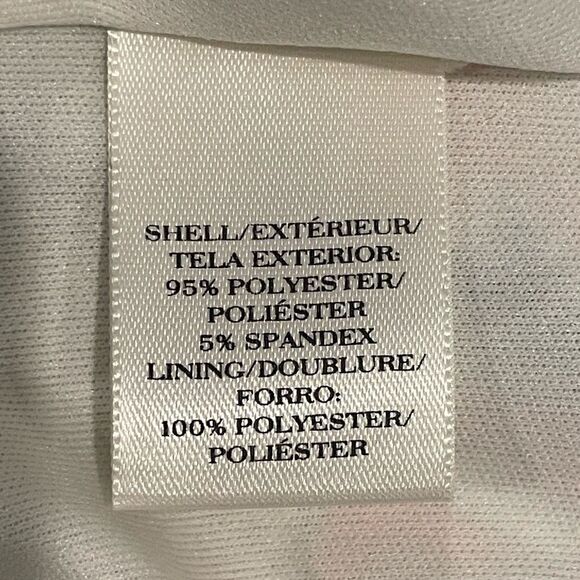 SHELL/EXTÉRIEUR/
TELA EXTERIOR:
95% POLYESTER/
POLIÉSTER
5% SPANDEX
LINING/DOUBLURE/
FORRO:
100% POLYESTER/
POLIÉSTER